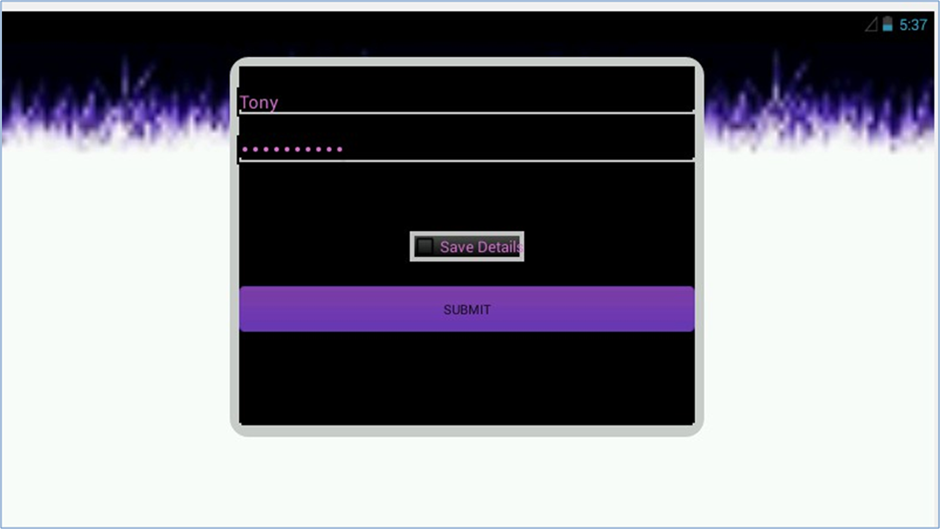 5:37
Tony
••••••••••
Save Details
SUBMIT